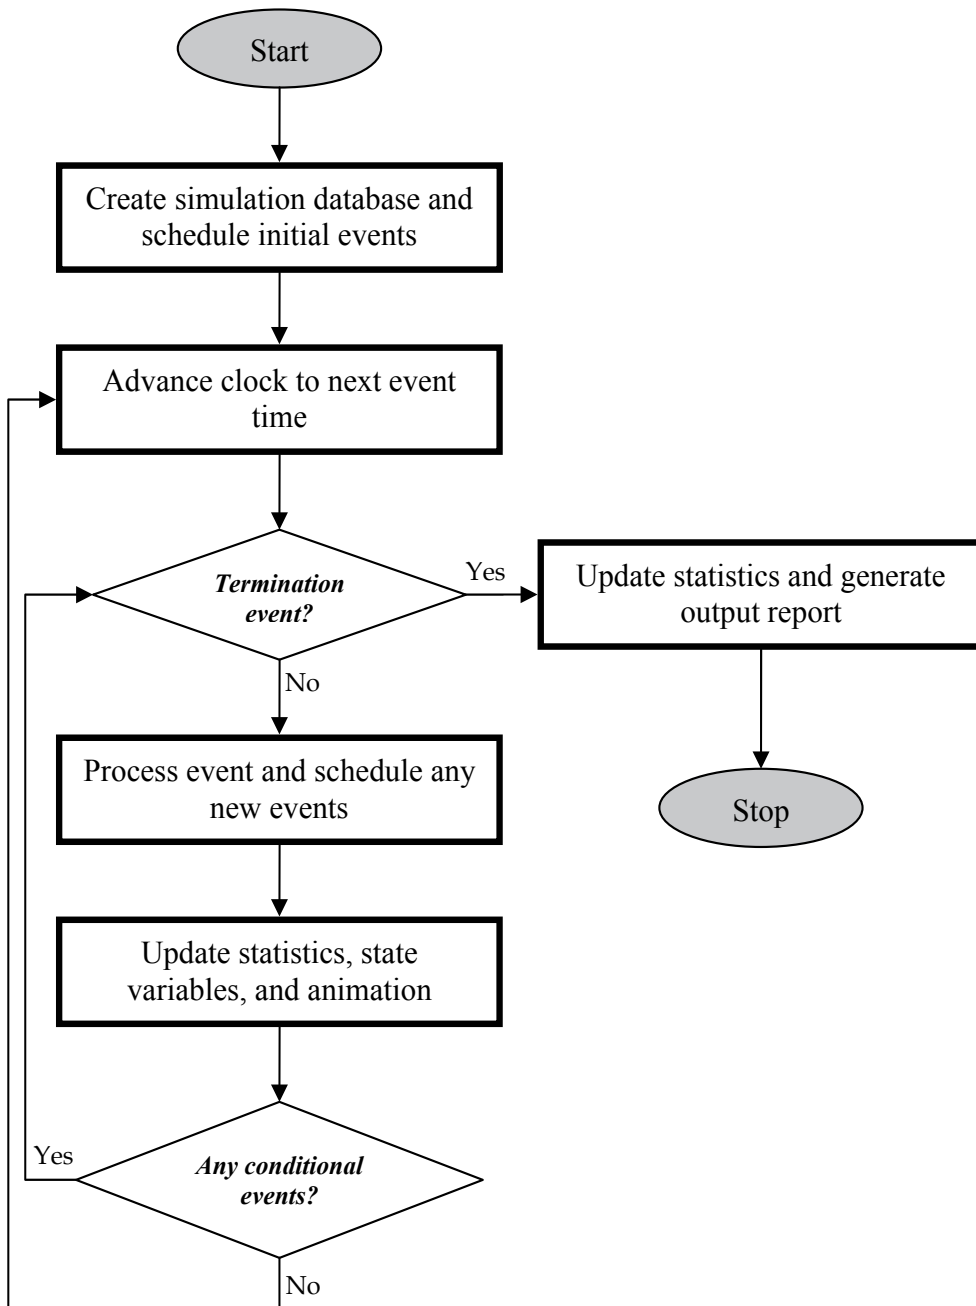 Start
Create simulation database and
schedule initial events
Advance clock to next event
time
Termination
event?
Yes
Update statistics and generate
output report
No
Process event and schedule any
new events
Stop
Update statistics, state
variables, and animation
Yes
Any conditional
events?
No